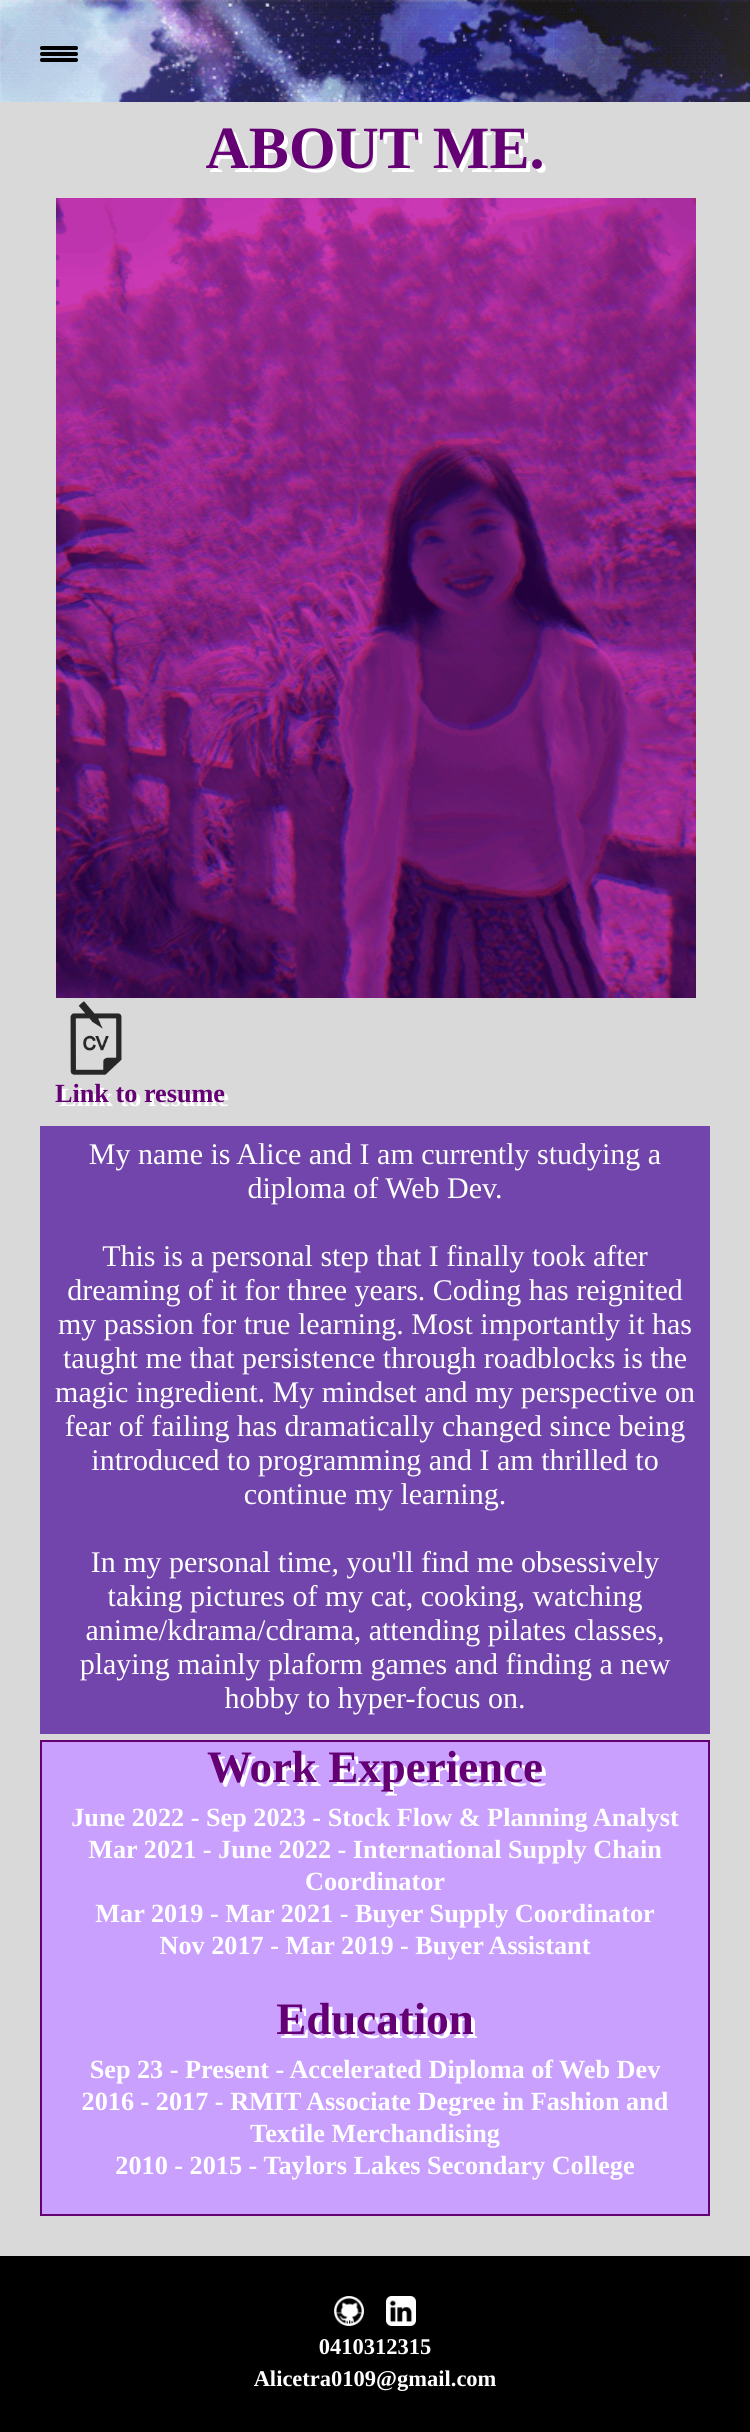 ABOUT ME.
CV
Link to resume
My name is Alice and I am currently studying a
diploma of Web Dev.
This is a personal step that I finally took after
dreaming of it for three years. Coding has reignited
my passion for true learning. Most importantly it has
taught me that persistence through roadblocks is the
magic ingredient. My mindset and my perspective on
fear of failing has dramatically changed since being
introduced to programming and I am thrilled to
continue my learning.
In my personal time, you'll find me obsessively
taking pictures of my cat, cooking, watching
anime/kdrama/cdrama, attending pilates classes,
playing mainly plaform games and finding a new
hobby to hyper-focus on.
Work Experience
June 2022 - Sep 2023 - Stock Flow & Planning Analyst
Mar 2021 - June 2022 - International Supply Chain
Coordinator
Mar 2019 - Mar 2021 - Buyer Supply Coordinator
Nov 2017 - Mar 2019 - Buyer Assistant
Education
Sep 23 - Present - Accelerated Diploma of Web Dev
2016 - 2017 - RMIT Associate Degree in Fashion and
Textile Merchandising
2010 - 2015 - Taylors Lakes Secondary College
in
0410312315
Alicetra0109@gmail.com